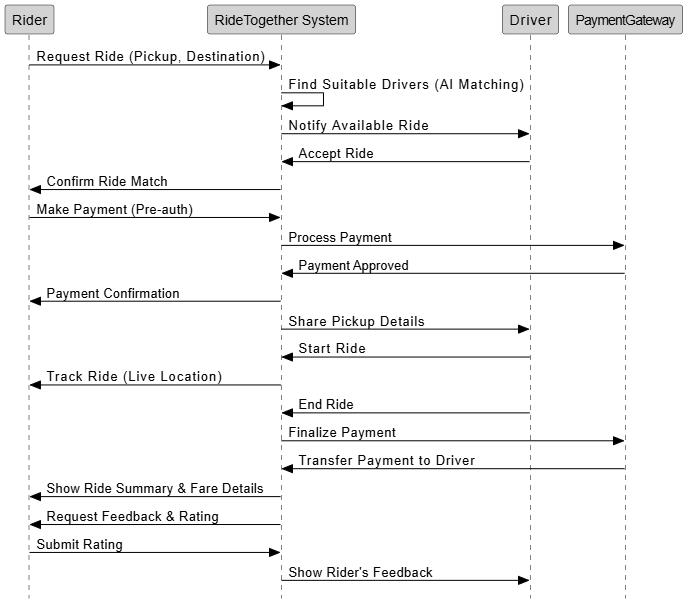 Rider
RideTogether System
Driver
PaymentGateway
Request Ride (Pickup, Destination)
Find Suitable Drivers (AI Matching)
Notify Available Ride
Accept Ride
Confirm Ride Match
Make Payment (Pre-auth)
Process Payment
Payment Approved
Payment Confirmation
Share Pickup Details
Start Ride
Track Ride (Live Location)
End Ride
Finalize Payment
Transfer Payment to Driver
Show Ride Summary & Fare Details
Request Feedback & Rating
Submit Rating
Show Rider's Feedback